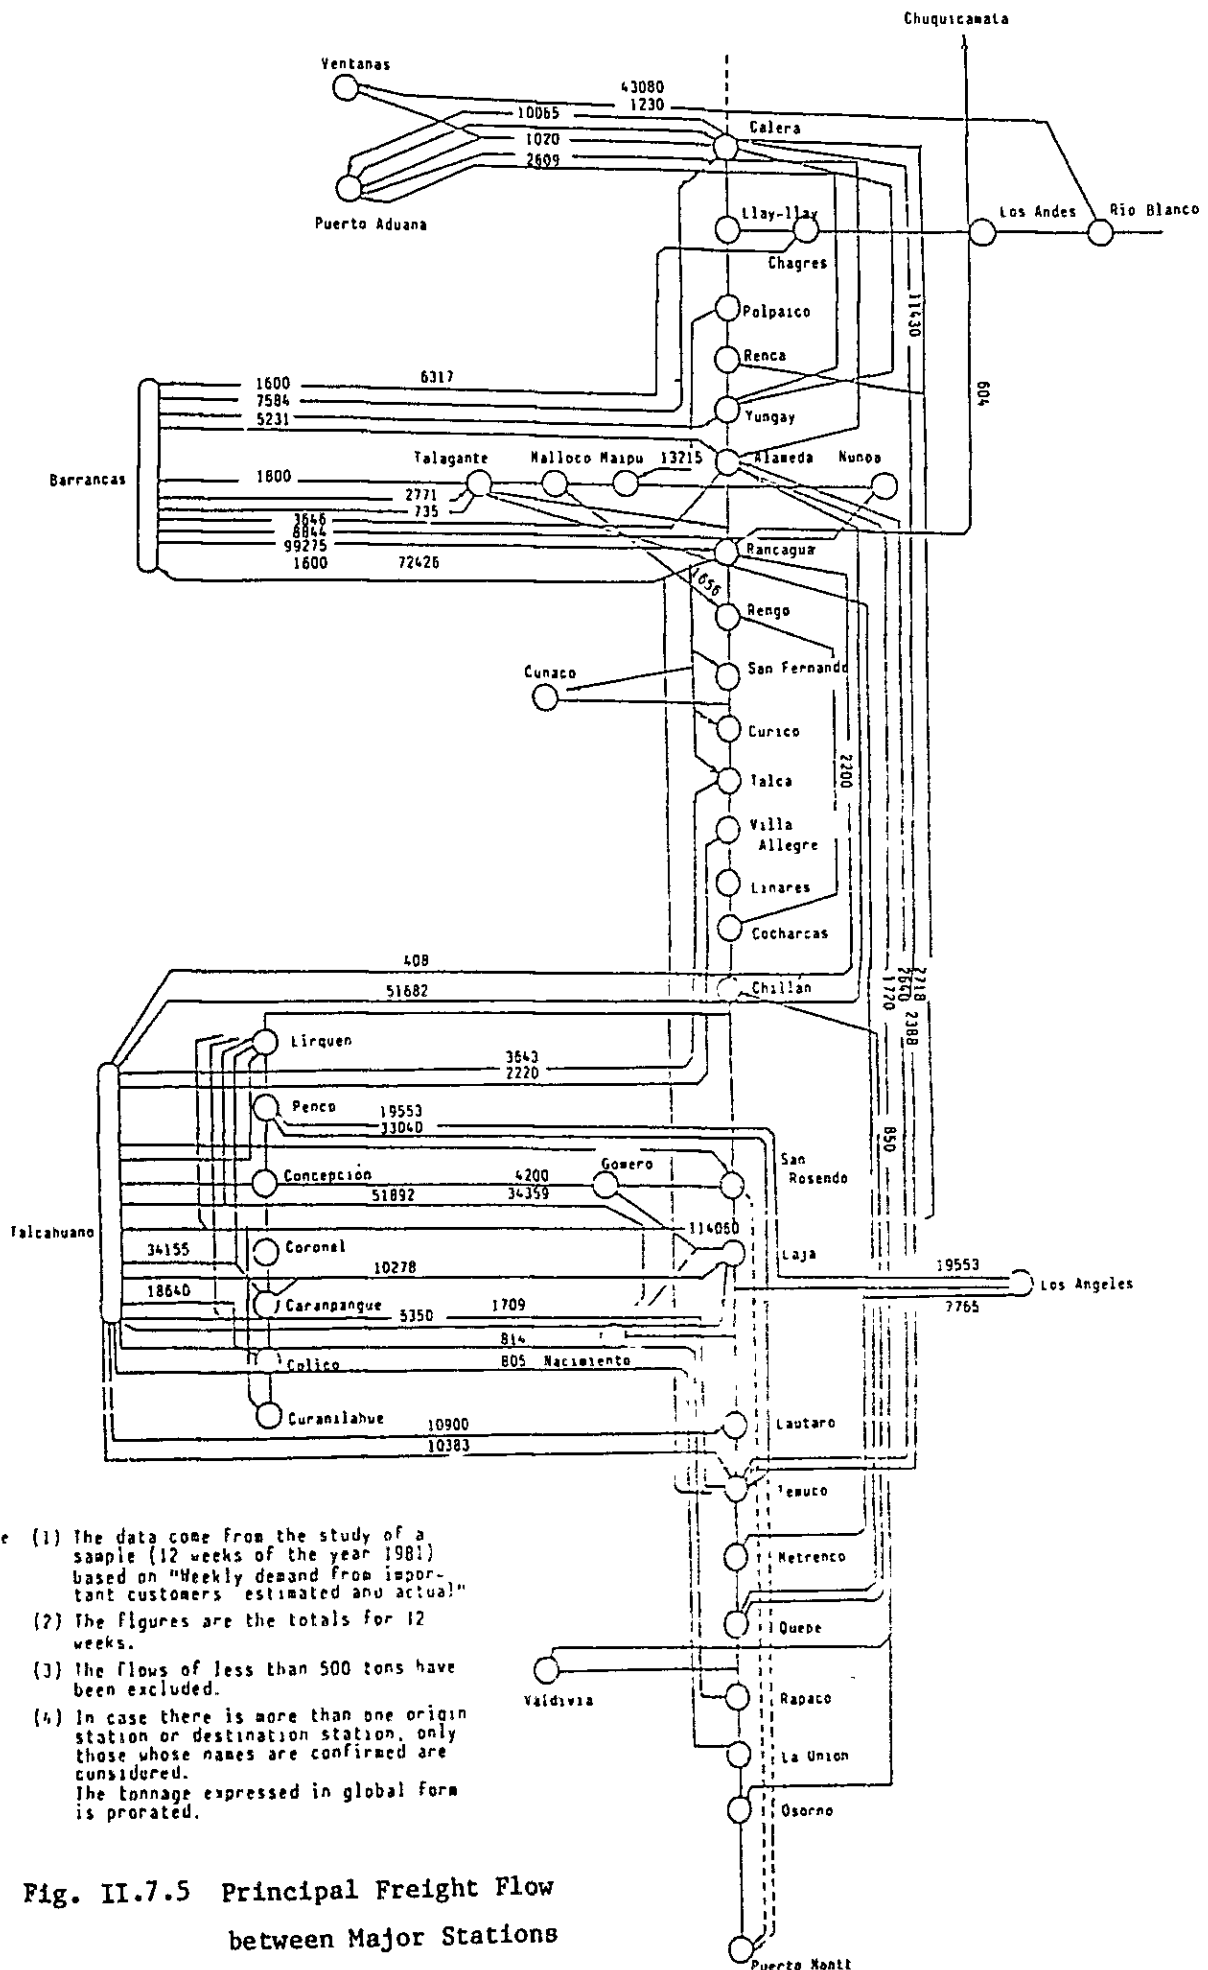 Chuquicamata
Ventanas
43080
1230
10065
Calera
1020
2609
Puerto Aduana
Llay-llay
Los Andes
Rio Blanco
Chagres
11430
Polpaico
Renca
604
6317
1600
7584
5231
Yungay
Barrancas
Talagante
Malloco
Maipu
13215
Alameda
Nunoa
1800
2771
735
3646
8844
99275
1600
72426
Rancagua
1656
Rengo
Cunaco
San Fernando
Curico
2200
Talca
Villa
Allegre
Linares
Cocharcas
408
Chillán
51682
2718
2640
1720
2388
Lirquen
3643
2220
Penco
19553
33040
850
San
Rosendo
Gomero
Concepción
4200
51892
34359
Talcahuano
114060
34155
Coronel
Laja
10278
19553
Los Angeles
18640
Caranpangue
1709
5350
7765
814
Colico
805
Nacimiento
Curanilahue
10900
Lautaro
10383
Temuco
e (1) The data come from the study of a
sample (12 weeks of the year 1981)
based on "Weekly demand from impor-
tant customers estimated and actual"
(2) The figures are the totals for 12
weeks.
(3) The flows of less than 500 tons have
been excluded.
(4) In case there is more than one origin
station or destination station, only
those whose names are confirmed are
cunsidered.
The tonnage expressed in global form
is prorated.
Metrenco
Quepe
Valdivia
Rapaco
La Union
Osorno
Fig. II.7.5 Principal Freight Flow
between Major Stations
Puerto Montt